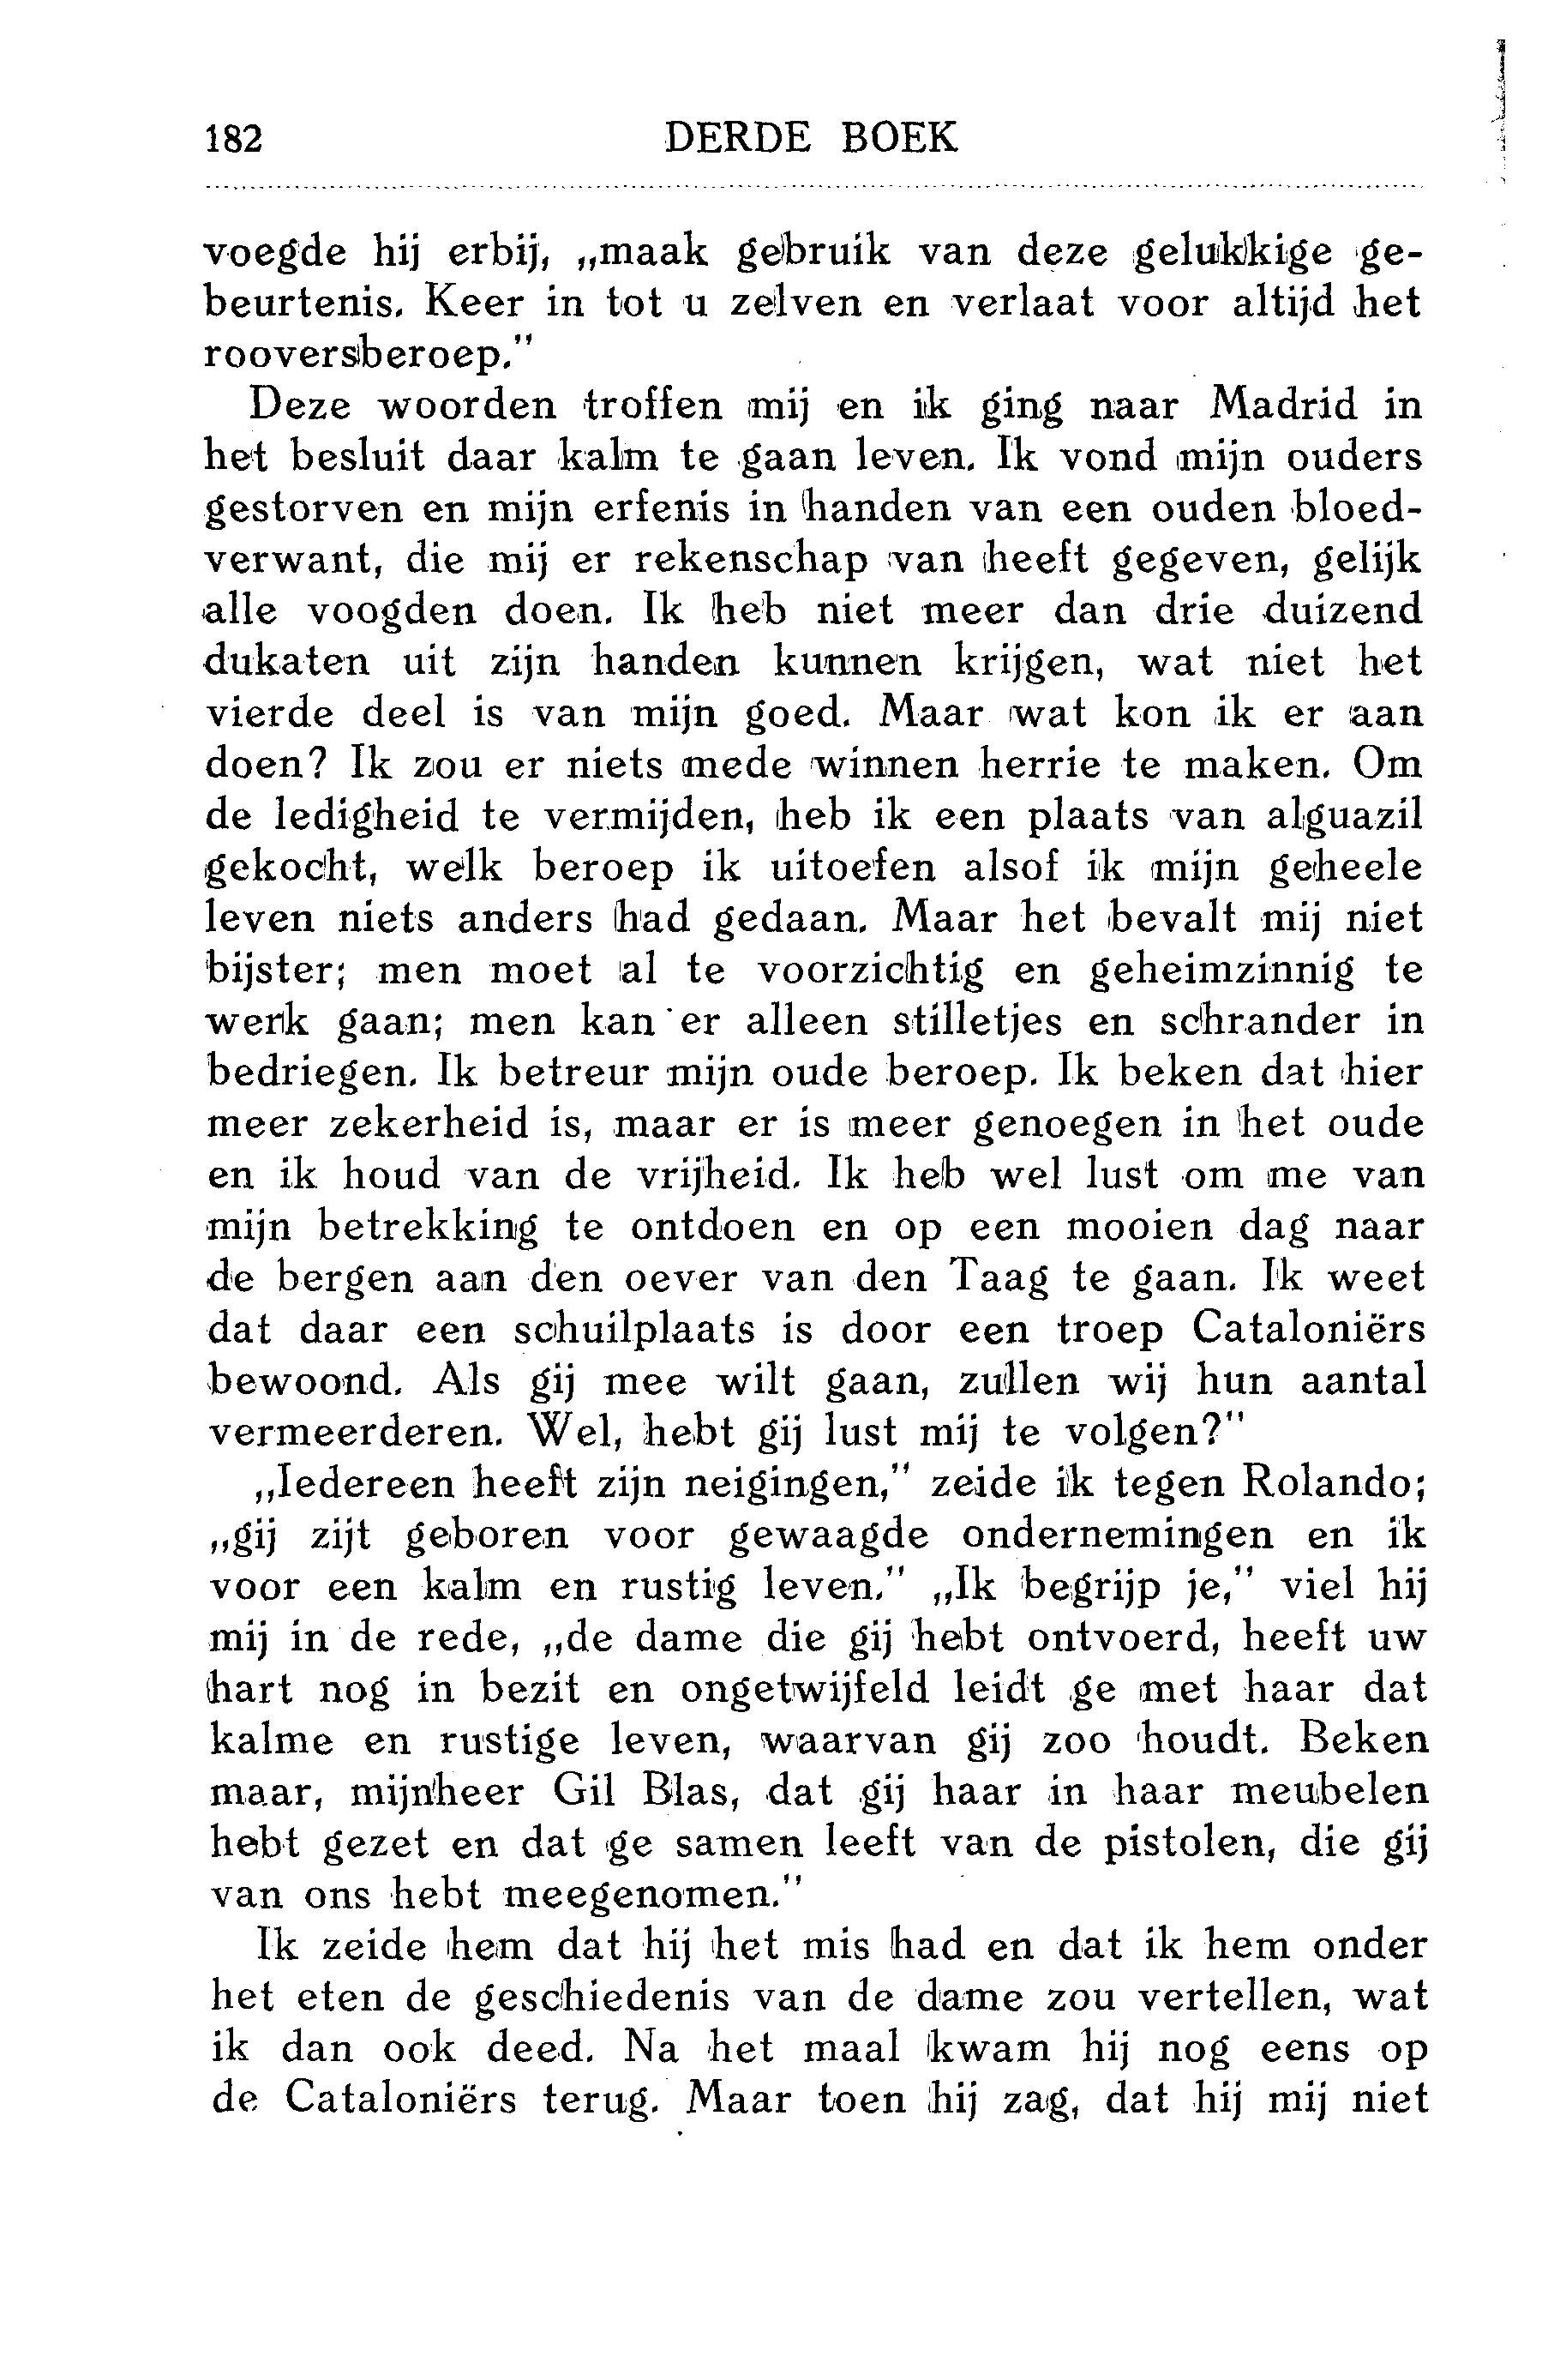 182 DERDE BOEK
voegde hij erbij, „maak gebruik van deze gelukkige ge-
beurtenis. Keer in tot u zelven en verlaat voor altijd het
rooversberoep.”
Deze woorden troffen mij en ik ging naar Madrid in
het besluit daar kalm te gaan leven. Ik vond mijn ouders
gestorven en mijn erfenis in handen van een ouden bloed-
verwant, die mij er rekenschap van heeft gegeven, gelijk
alle voogden doen. Ik heb niet meer dan drie duizend
dukaten uit zijn handen kunnen krijgen, wat niet het
vierde deel is van mijn goed. Maar wat kon ik er aan
doen? Ik zou er niets mede winnen herrie te maken. Om
de ledigheid te vermijden, heb ik een plaats van alguazil
gekocht, welk beroep ik uitoefen alsof ik mijn geheele
leven niets anders had gedaan. Maar het bevalt mij niet
bijster; men moet al te voorzichtig en geheimzinnig te
werk gaan; men kan er alleen stilletjes en schrander in
bedriegen. Ik betreur mijn oude beroep. Ik beken dat hier
meer zekerheid is, maar er is meer genoegen in het oude
en ik houd van de vrijheid. Ik heb wel lust om me van
mijn betrekking te ontdoen en op een mooien dag naar
de bergen aan den oever van den Taag te gaan. Ik weet
dat daar een schuilplaats is door een troep Cataloniërs
bewoond. Als gij mee wilt gaan, zullen wij hun aantal
vermeerderen. Wel, hebt gij lust mij te volgen?”
„Iedereen heeft zijn neigingen,” zeide ik tegen Rolando;
„gij zijt geboren voor gewaagde ondernemingen en ik
voor een kalm en rustig leven.” „Ik begrijp je,” viel hij
mij in de rede, „de dame die gij hebt ontvoerd, heeft uw
hart nog in bezit en ongetwijfeld leidt ge met haar dat
kalme en rustige leven, waarvan gij zoo houdt. Beken
maar, mijnheer Gil Blas, dat gij haar in haar meubelen
hebt gezet en dat ge samen leeft van de pistolen, die gij
van ons hebt meegenomen.”
Ik zeide hem dat hij het mis had en dat ik hem onder
het eten de geschiedenis van de dame zou vertellen, wat
ik dan ook deed. Na het maal kwam hij nog eens op
de Cataloniërs terug. Maar toen hij zag, dat hij mij niet